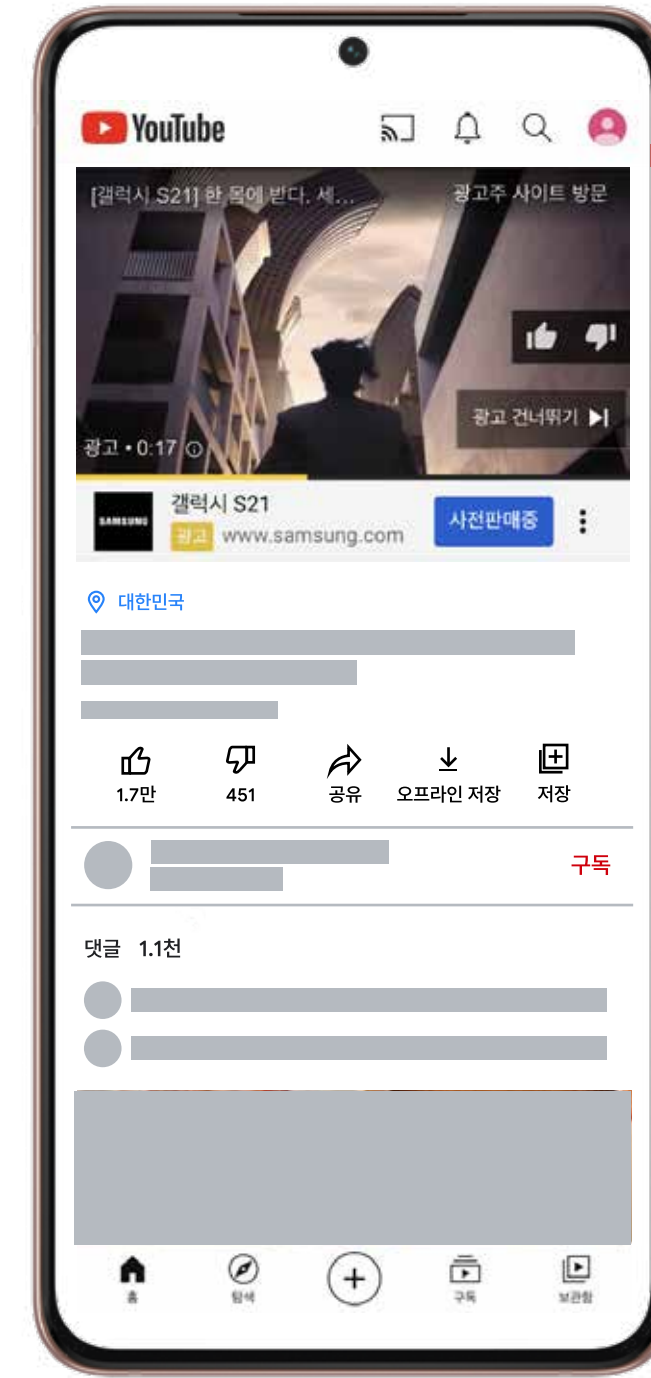 YouTube
[갤럭시 S21] 한 몸에 받다. 세... 광고주 사이트 방문
광고 건너뛰기
광고 • 0:17
SAMSUNG
갤럭시 S21
광고 www.samsung.com
사전판매중
대한민국
1.7만 451 공유 오프라인 저장 저장
구독
댓글 1.1천
홈 탐색 구독 보관함